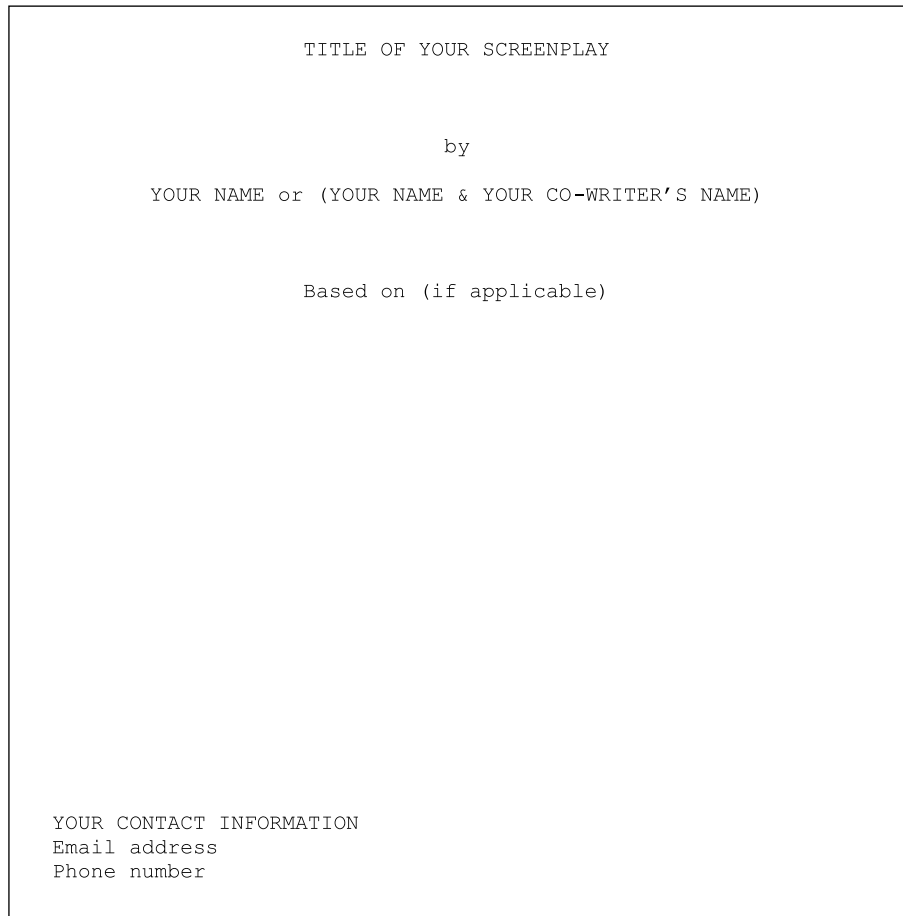 TITLE OF YOUR SCREENPLAY
by
YOUR NAME or (YOUR NAME & YOUR CO-WRITER’S NAME)
Based on (if applicable)
YOUR CONTACT INFORMATION
Email address
Phone number